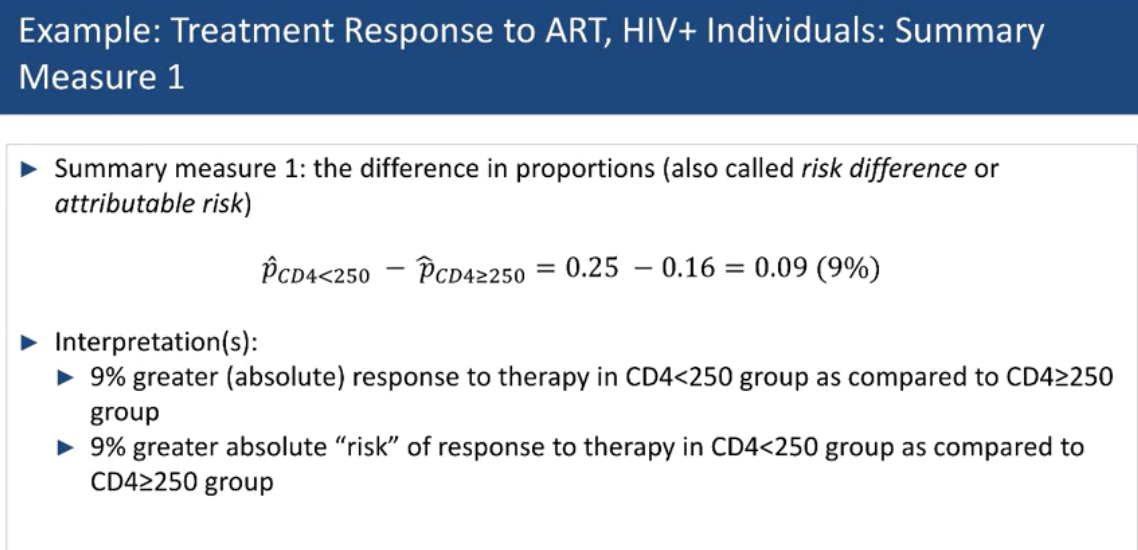 Example: Treatment Response to ART, HIV+ Individuals: Summary
Measure 1
► Summary measure 1: the difference in proportions (also called risk difference or
attributable risk)
p̂CD4<250 − p̂CD4≥250 = 0.25 − 0.16 = 0.09 (9%)
► Interpretation(s):
► 9% greater (absolute) response to therapy in CD4<250 group as compared to CD4≥250
group
► 9% greater absolute “risk” of response to therapy in CD4<250 group as compared to
CD4≥250 group